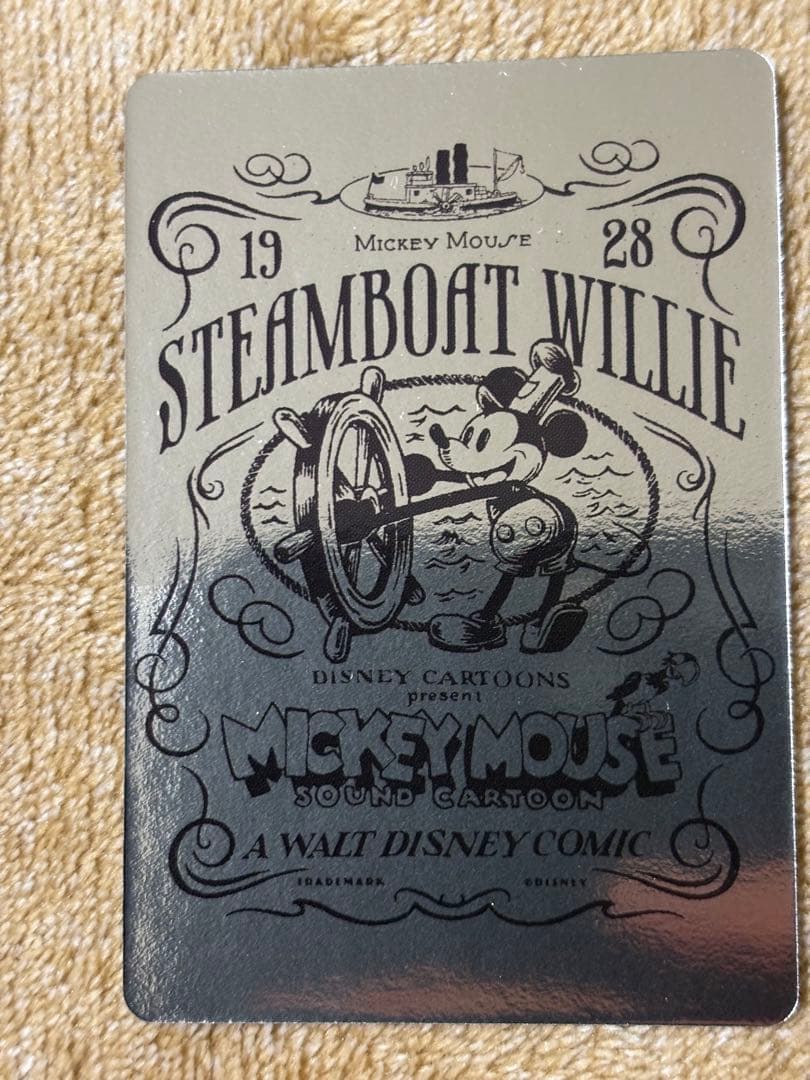 19 MICKEY MOUSE 28
STEAMBOAT WILLIE
DISNEY CARTOONS
present
MICKEY MOUSE
SOUND CARTOON
A WALT DISNEY COMIC
TRADEMARK ©DISNEY